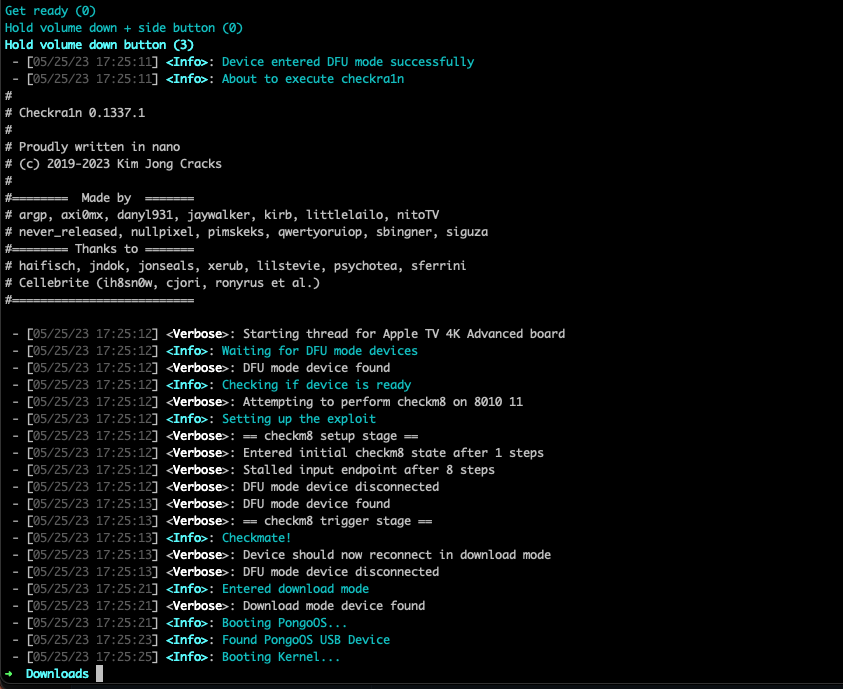 Get ready (0)
Hold volume down + side button (0)
Hold volume down button (3)
- [05/25/23 17:25:11] <Info>: Device entered DFU mode successfully
- [05/25/23 17:25:11] <Info>: About to execute checkra1n
#
# Checkra1n 0.1337.1
#
# Proudly written in nano
# (c) 2019-2023 Kim Jong Cracks
#
#======== Made by =======
# argp, axi0mx, danyl931, jaywalker, kirb, littlelailo, nitoTV
# never_released, nullpixel, pimskeks, qwertyoruiop, sbingner, siguza
#======== Thanks to =======
# haifisch, jndok, jonseals, xerub, lilstevie, psychotea, sferrini
# Cellebrite (ih8sn0w, cjori, ronyrus et al.)
#==========================
- [05/25/23 17:25:12] <Verbose>: Starting thread for Apple TV 4K Advanced board
- [05/25/23 17:25:12] <Info>: Waiting for DFU mode devices
- [05/25/23 17:25:12] <Verbose>: DFU mode device found
- [05/25/23 17:25:12] <Info>: Checking if device is ready
- [05/25/23 17:25:12] <Verbose>: Attempting to perform checkm8 on 8010 11
- [05/25/23 17:25:12] <Info>: Setting up the exploit
- [05/25/23 17:25:12] <Verbose>: == checkm8 setup stage ==
- [05/25/23 17:25:12] <Verbose>: Entered initial checkm8 state after 1 steps
- [05/25/23 17:25:12] <Verbose>: Stalled input endpoint after 8 steps
- [05/25/23 17:25:12] <Verbose>: DFU mode device disconnected
- [05/25/23 17:25:13] <Verbose>: DFU mode device found
- [05/25/23 17:25:13] <Verbose>: == checkm8 trigger stage ==
- [05/25/23 17:25:13] <Info>: Checkmate!
- [05/25/23 17:25:13] <Verbose>: Device should now reconnect in download mode
- [05/25/23 17:25:13] <Verbose>: DFU mode device disconnected
- [05/25/23 17:25:21] <Info>: Entered download mode
- [05/25/23 17:25:21] <Verbose>: Download mode device found
- [05/25/23 17:25:21] <Info>: Booting PongoOS...
- [05/25/23 17:25:23] <Info>: Found PongoOS USB Device
- [05/25/23 17:25:25] <Info>: Booting Kernel...
→ Downloads